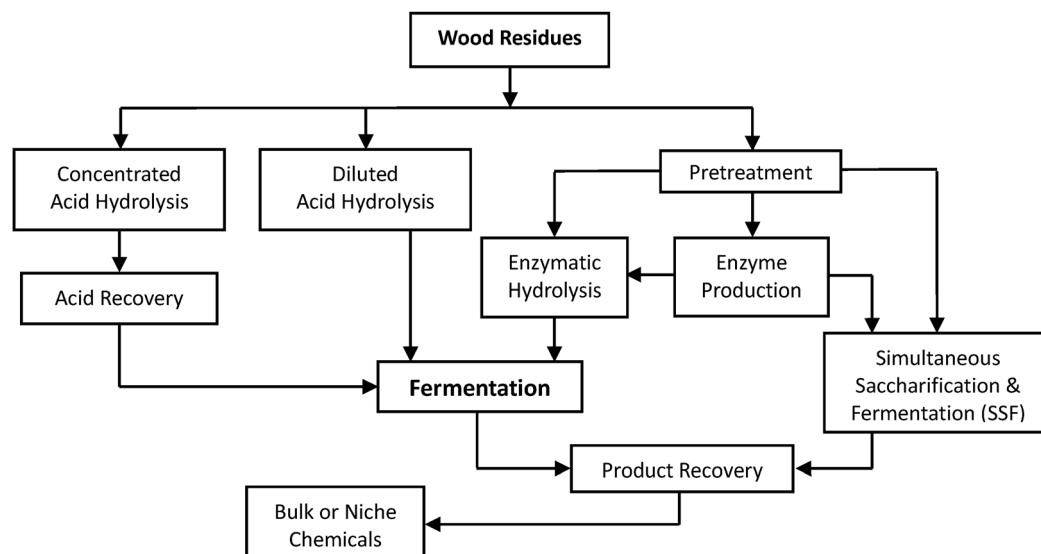 Wood Residues
Concentrated
Acid Hydrolysis
Diluted
Acid Hydrolysis
Pretreatment
Enzymatic
Hydrolysis
Enzyme
Production
Acid Recovery
Simultaneous
Saccharification &
Fermentation (SSF)
Fermentation
Product Recovery
Bulk or Niche
Chemicals